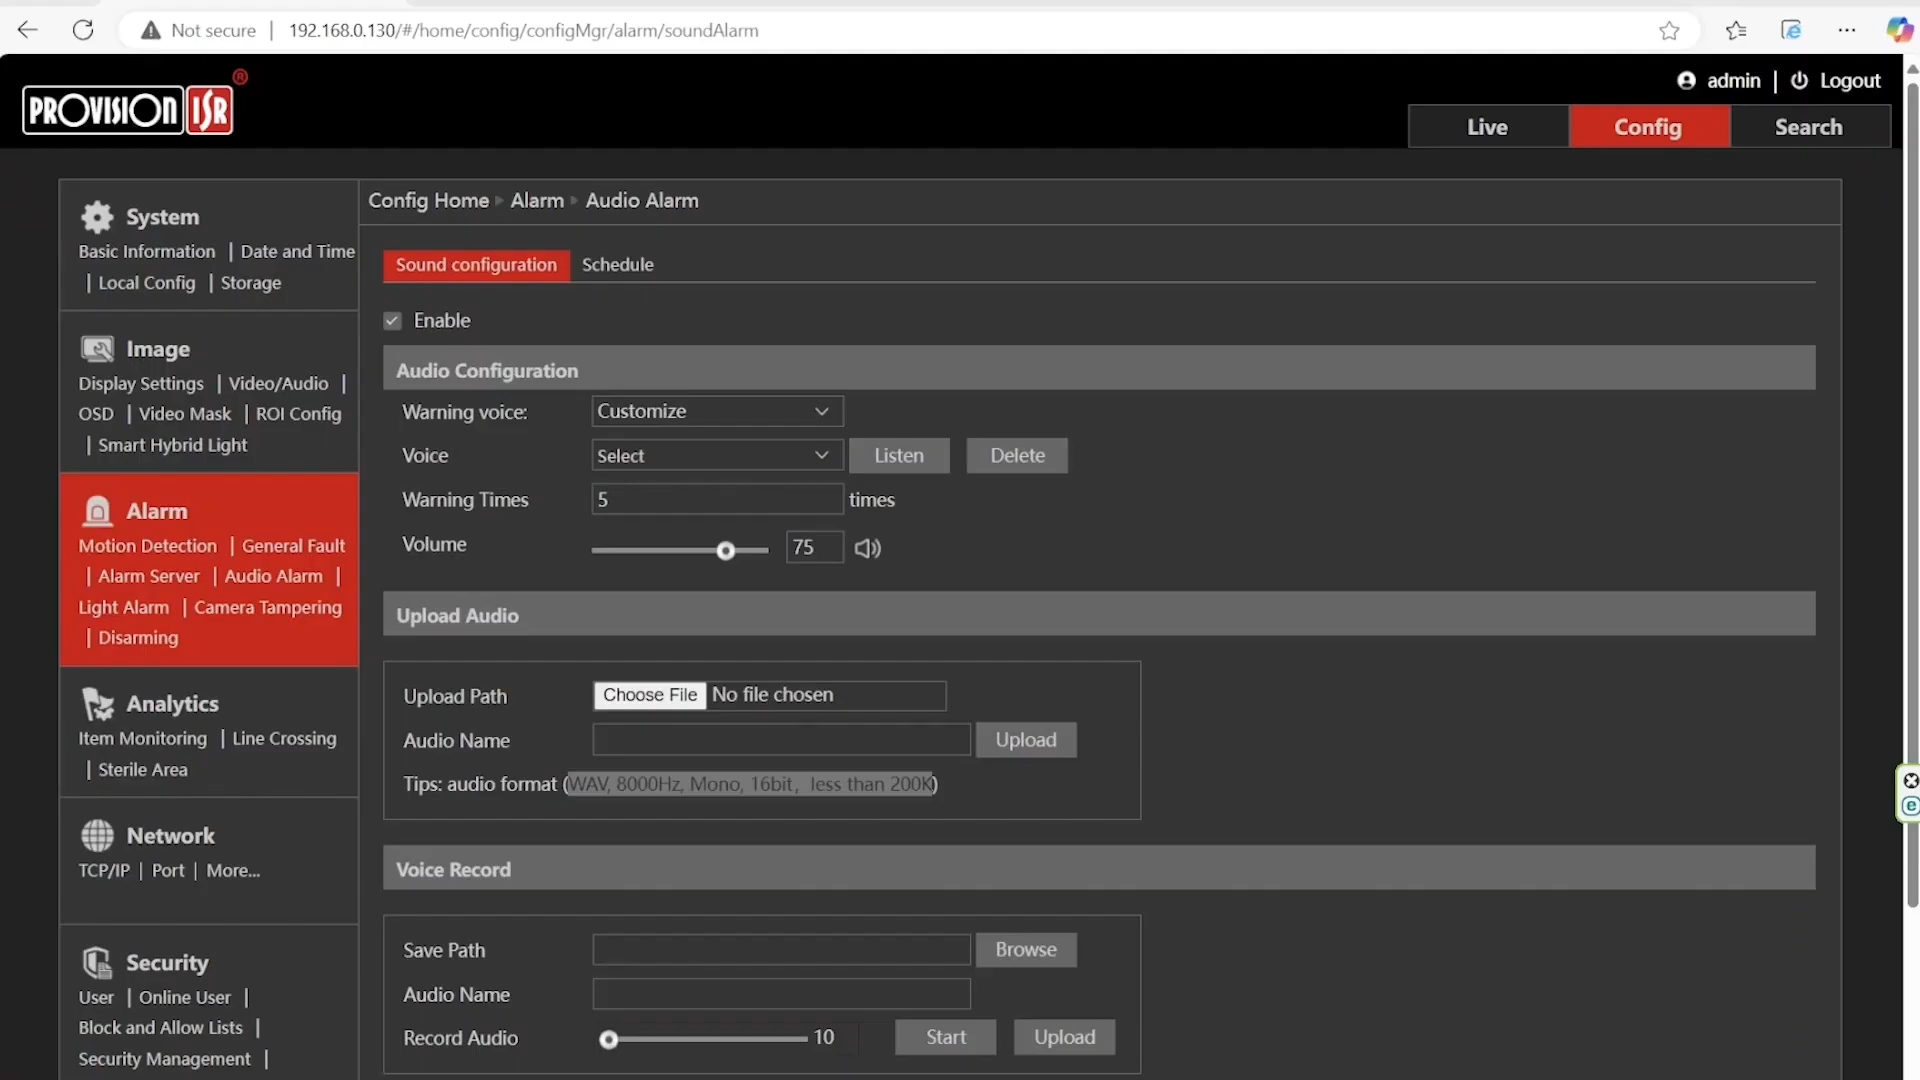 Not secure | 192.168.0.130/#/home/config/configMgr/alarm/soundAlarm
PROVISION ISR ®
admin | Logout
Live Config Search
Config Home Alarm Audio Alarm
System
Basic Information | Date and Time
| Local Config | Storage
Image
Display Settings | Video/Audio |
OSD | Video Mask | ROI Config
| Smart Hybrid Light
Alarm
Motion Detection | General Fault
| Alarm Server | Audio Alarm |
Light Alarm | Camera Tampering
| Disarming
Analytics
Item Monitoring | Line Crossing
| Sterile Area
Network
TCP/IP | Port | More...
Security
User | Online User |
Block and Allow Lists |
Security Management |
Sound configuration Schedule
Enable
Audio Configuration
Warning voice: Customize
Voice Select Listen Delete
Warning Times 5 times
Volume 75
Upload Audio
Upload Path Choose File No file chosen
Audio Name Upload
Tips: audio format (WAV, 8000Hz, Mono, 16bit, less than 200K)
Voice Record
Save Path Browse
Audio Name
Record Audio 10 Start Upload